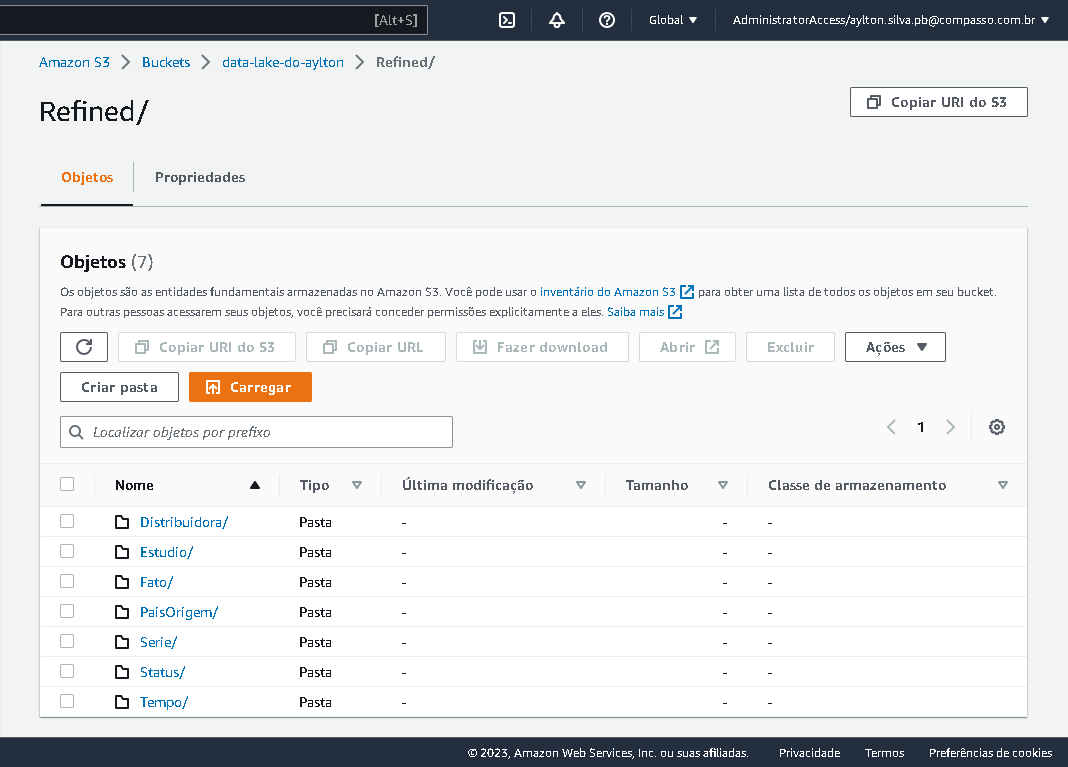 [Alt+S] Global AdministratorAccess/aylton.silva.pb@compasso.com.br
Amazon S3 Buckets data-lake-do-aylton Refined/
Refined/
Copiar URI do S3
Objetos Propriedades
Objetos (7)
Os objetos são as entidades fundamentais armazenadas no Amazon S3. Você pode usar o inventário do Amazon S3 para obter uma lista de todos os objetos em seu bucket.
Para outras pessoas acessarem seus objetos, você precisará conceder permissões explicitamente a eles. Saiba mais
Copiar URI do S3 Copiar URL Fazer download Abrir Excluir Ações
Criar pasta Carregar
Localizar objetos por prefixo 1
Nome Tipo Última modificação Tamanho Classe de armazenamento
Distribuidora/ Pasta - - -
Estudio/ Pasta - - -
Fato/ Pasta - - -
PaisOrigem/ Pasta - - -
Serie/ Pasta - - -
Status/ Pasta - - -
Tempo/ Pasta - - -
© 2023, Amazon Web Services, Inc. ou suas afiliadas. Privacidade Termos Preferências de cookies